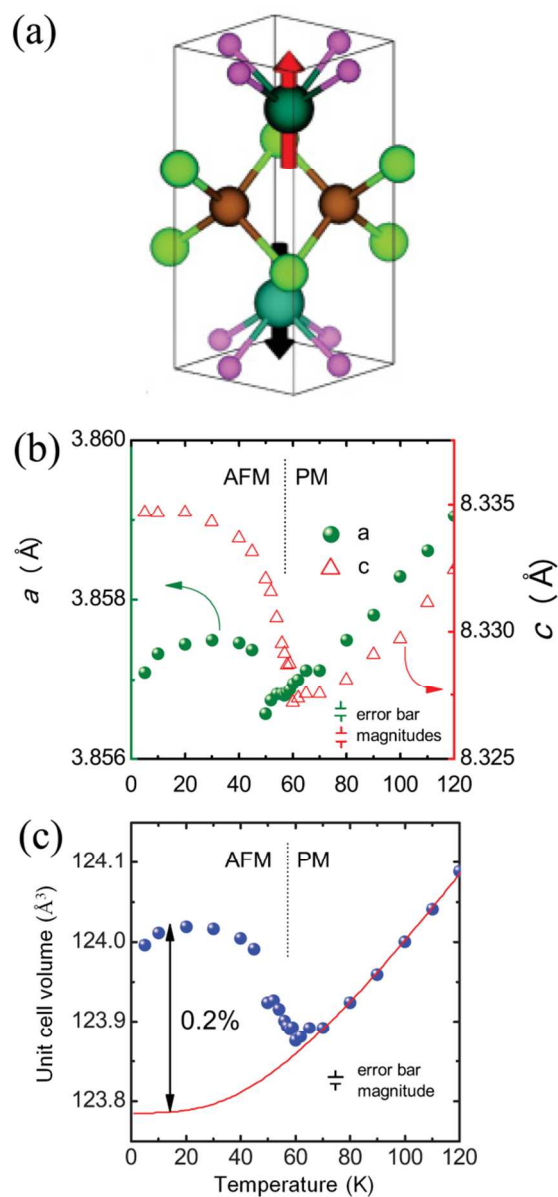 (a)
(b)
3.860
3.858
3.856
a (Å)
AFM PM
a
c
error bar
magnitudes
8.335
8.330
8.325
c (Å)
0 20 40 60 80 100 120
(c)
124.1
124.0
123.9
123.8
Unit cell volume (Å³)
AFM PM
0.2%
error bar
magnitude
0 20 40 60 80 100 120
Temperature (K)